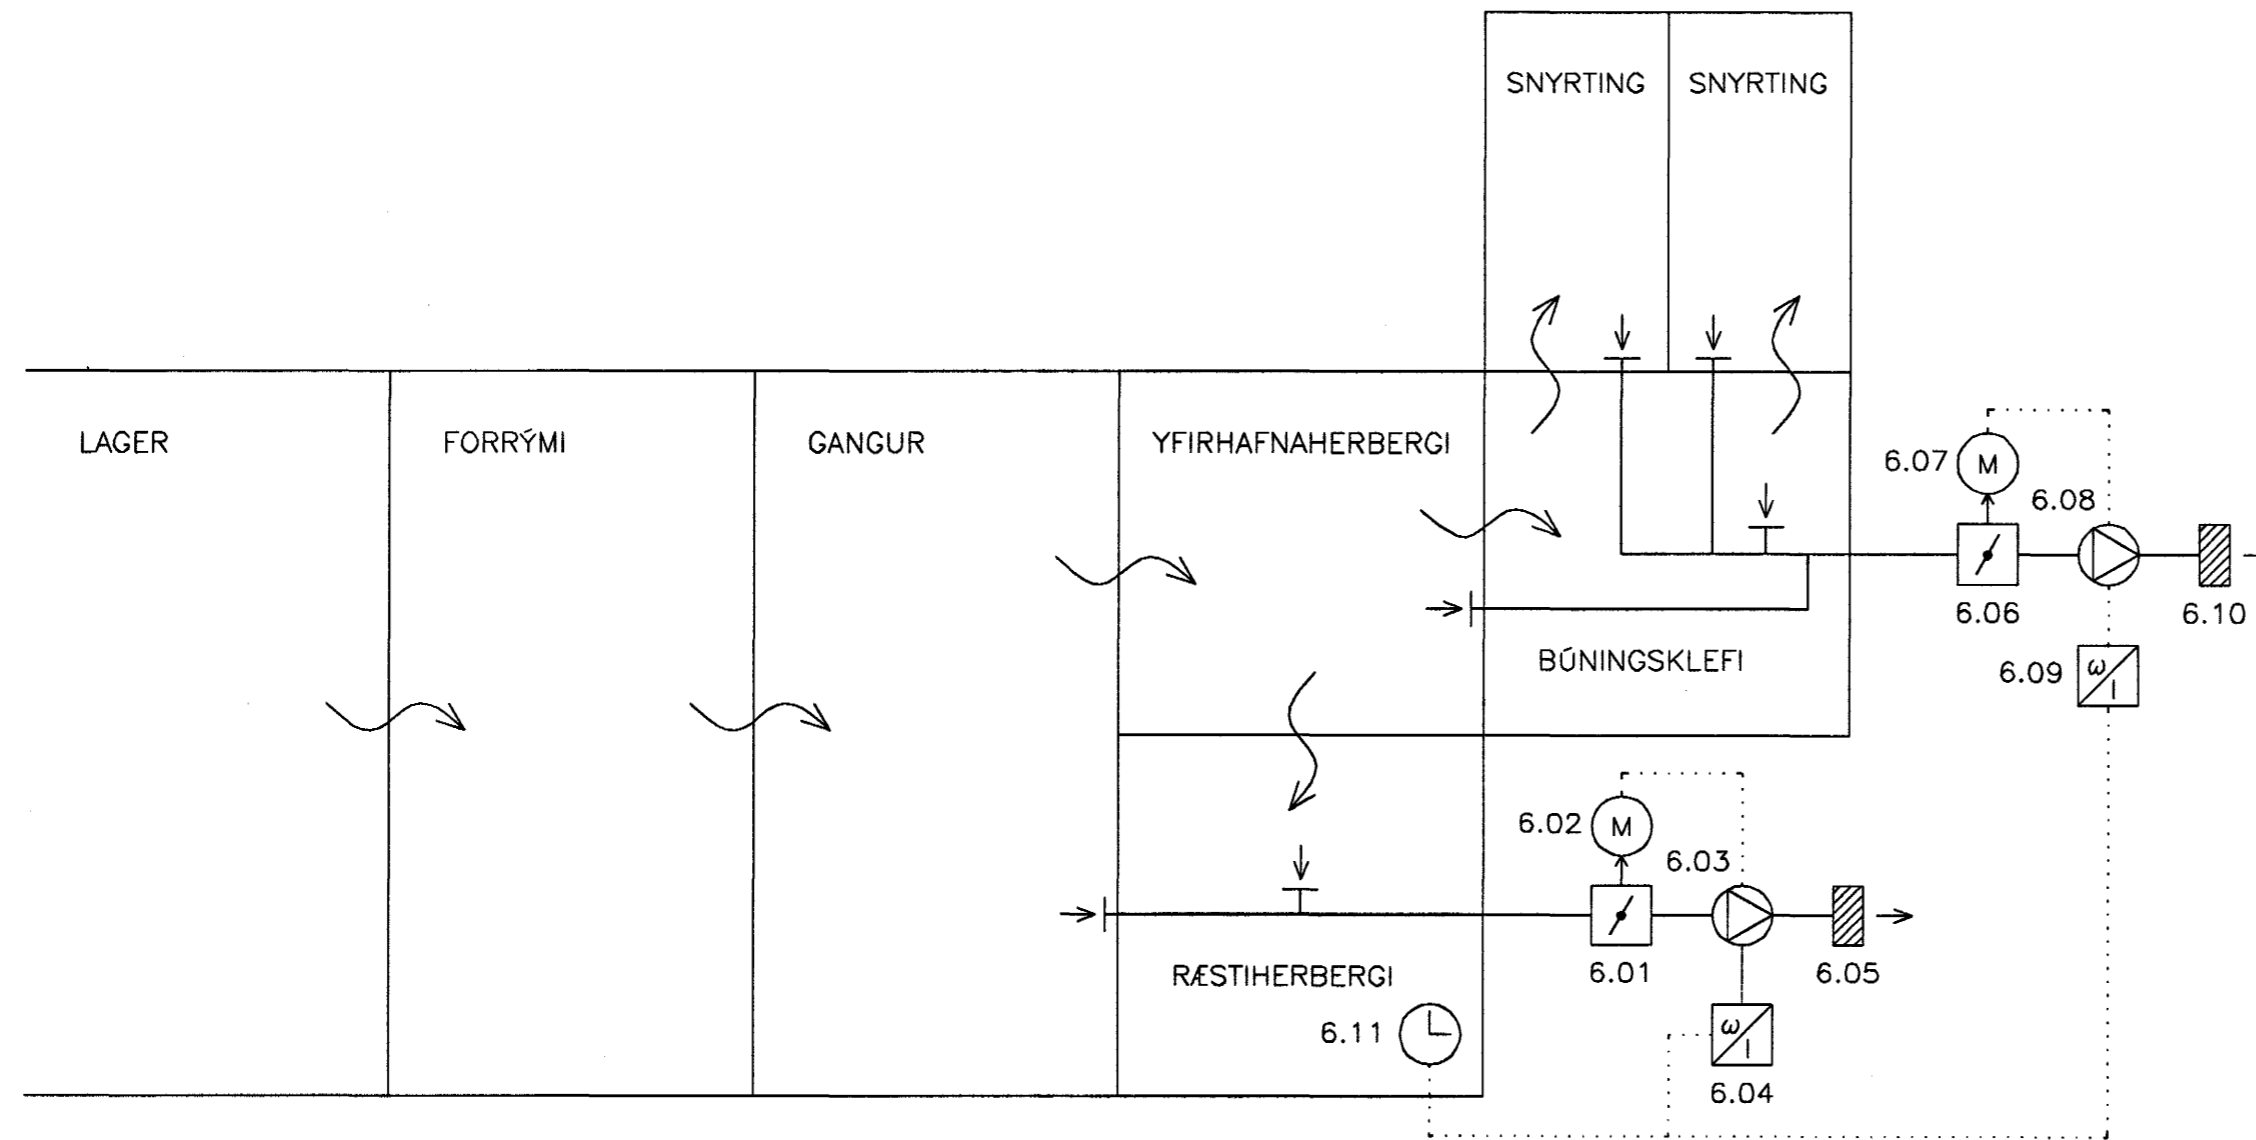 SNYRTING SNYRTING
LAGER FORRÝMI GANGUR YFIRHAFNAHERBERGI
6.07 M
6.08
6.06 6.10
BÚNINGSKLEFI
6.09 ω/I
6.02 M
6.03
RÆSTIHERBERGI 6.01 6.05
6.11 ω/I
6.04